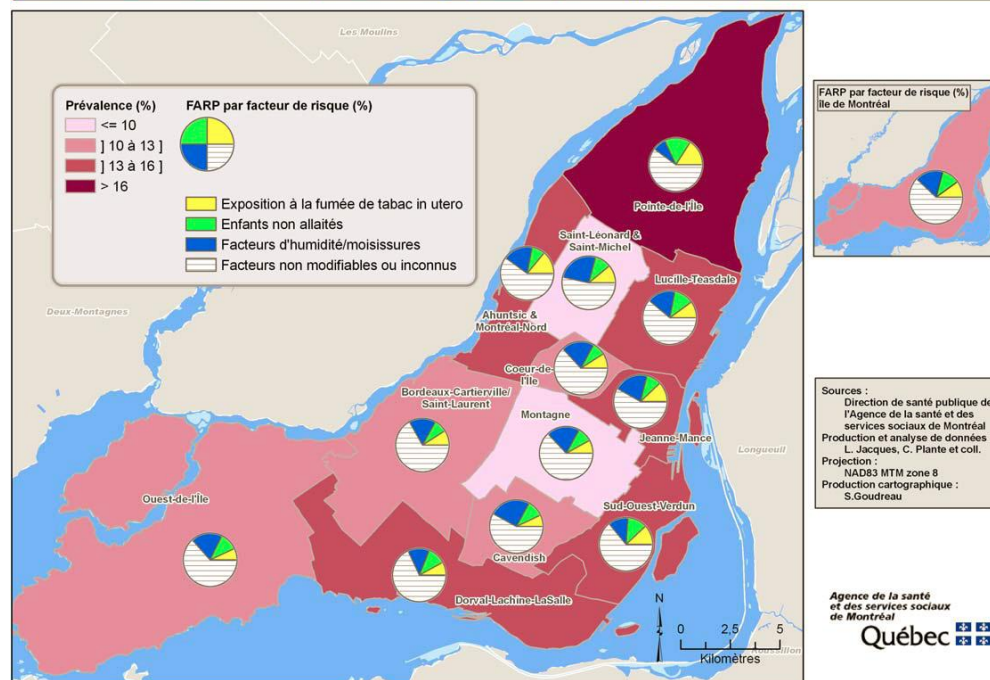 Les Moulins
Prévalence (%)
<= 10
] 10 à 13 ]
] 13 à 16 ]
> 16
FARP par facteur de risque (%)
Exposition à la fumée de tabac in utero
Enfants non allaités
Facteurs d'humidité/moisissures
Facteurs non modifiables ou inconnus
Deux-Montagnes
Pointe-de-l'Île
Saint-Léonard &
Saint-Michel
Lucille-Teasdale
Ahuntsic &
Montréal-Nord
Coeur-de-
l'Île
Bordeaux-Cartierville/
Saint-Laurent
Montagne
Jeanne-Mance
Longueuil
Ouest-de-l'Île
Sud-Ouest-Verdun
Cavendish
Dorval-Lachine-LaSalle
N
0 2,5 5
Kilomètres
Roussillon
FARP par facteur de risque (%)
île de Montréal
Sources :
Direction de santé publique de
l'Agence de la santé et des
services sociaux de Montréal
Production et analyse de données
L. Jacques, C. Plante et coll.
Projection :
NAD83 MTM zone 8
Production cartographique :
S.Goudreau
Agence de la santé
et des services sociaux
de Montréal
Québec